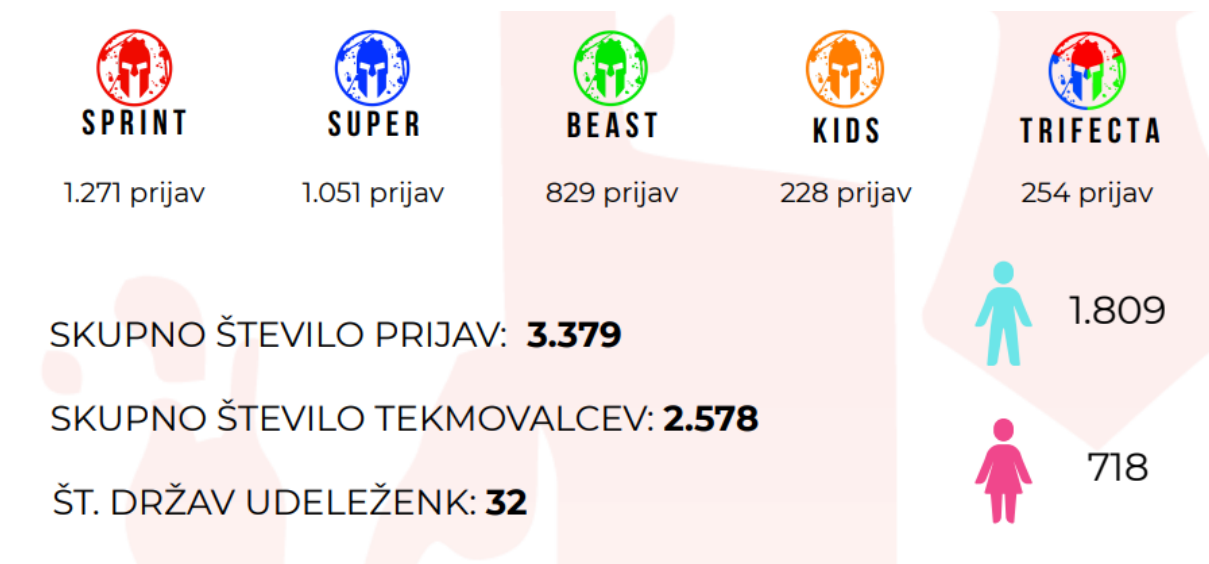 SPRINT
SUPER
BEAST
KIDS
TRIFECTA
1.271 prijav
1.051 prijav
829 prijav
228 prijav
254 prijav
SKUPNO ŠTEVILO PRIJAV: 3.379
1.809
SKUPNO ŠTEVILO TEKMOVALCEV: 2.578
718
ŠT. DRŽAV UDELEŽENK: 32